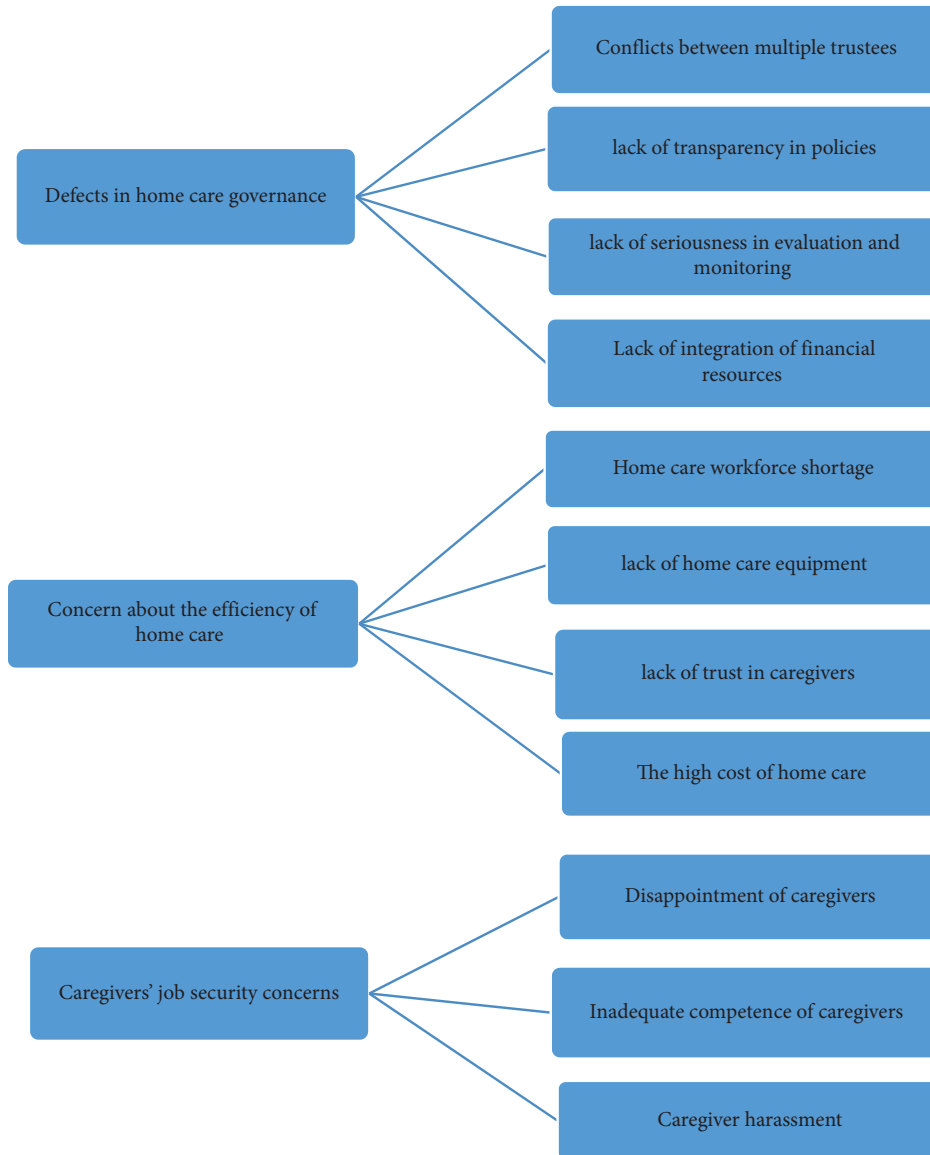 Defects in home care governance
Conflicts between multiple trustees
lack of transparency in policies
lack of seriousness in evaluation and
monitoring
Lack of integration of financial
resources
Concern about the efficiency of
home care
Home care workforce shortage
lack of home care equipment
lack of trust in caregivers
The high cost of home care
Caregivers’ job security concerns
Disappointment of caregivers
Inadequate competence of caregivers
Caregiver harassment